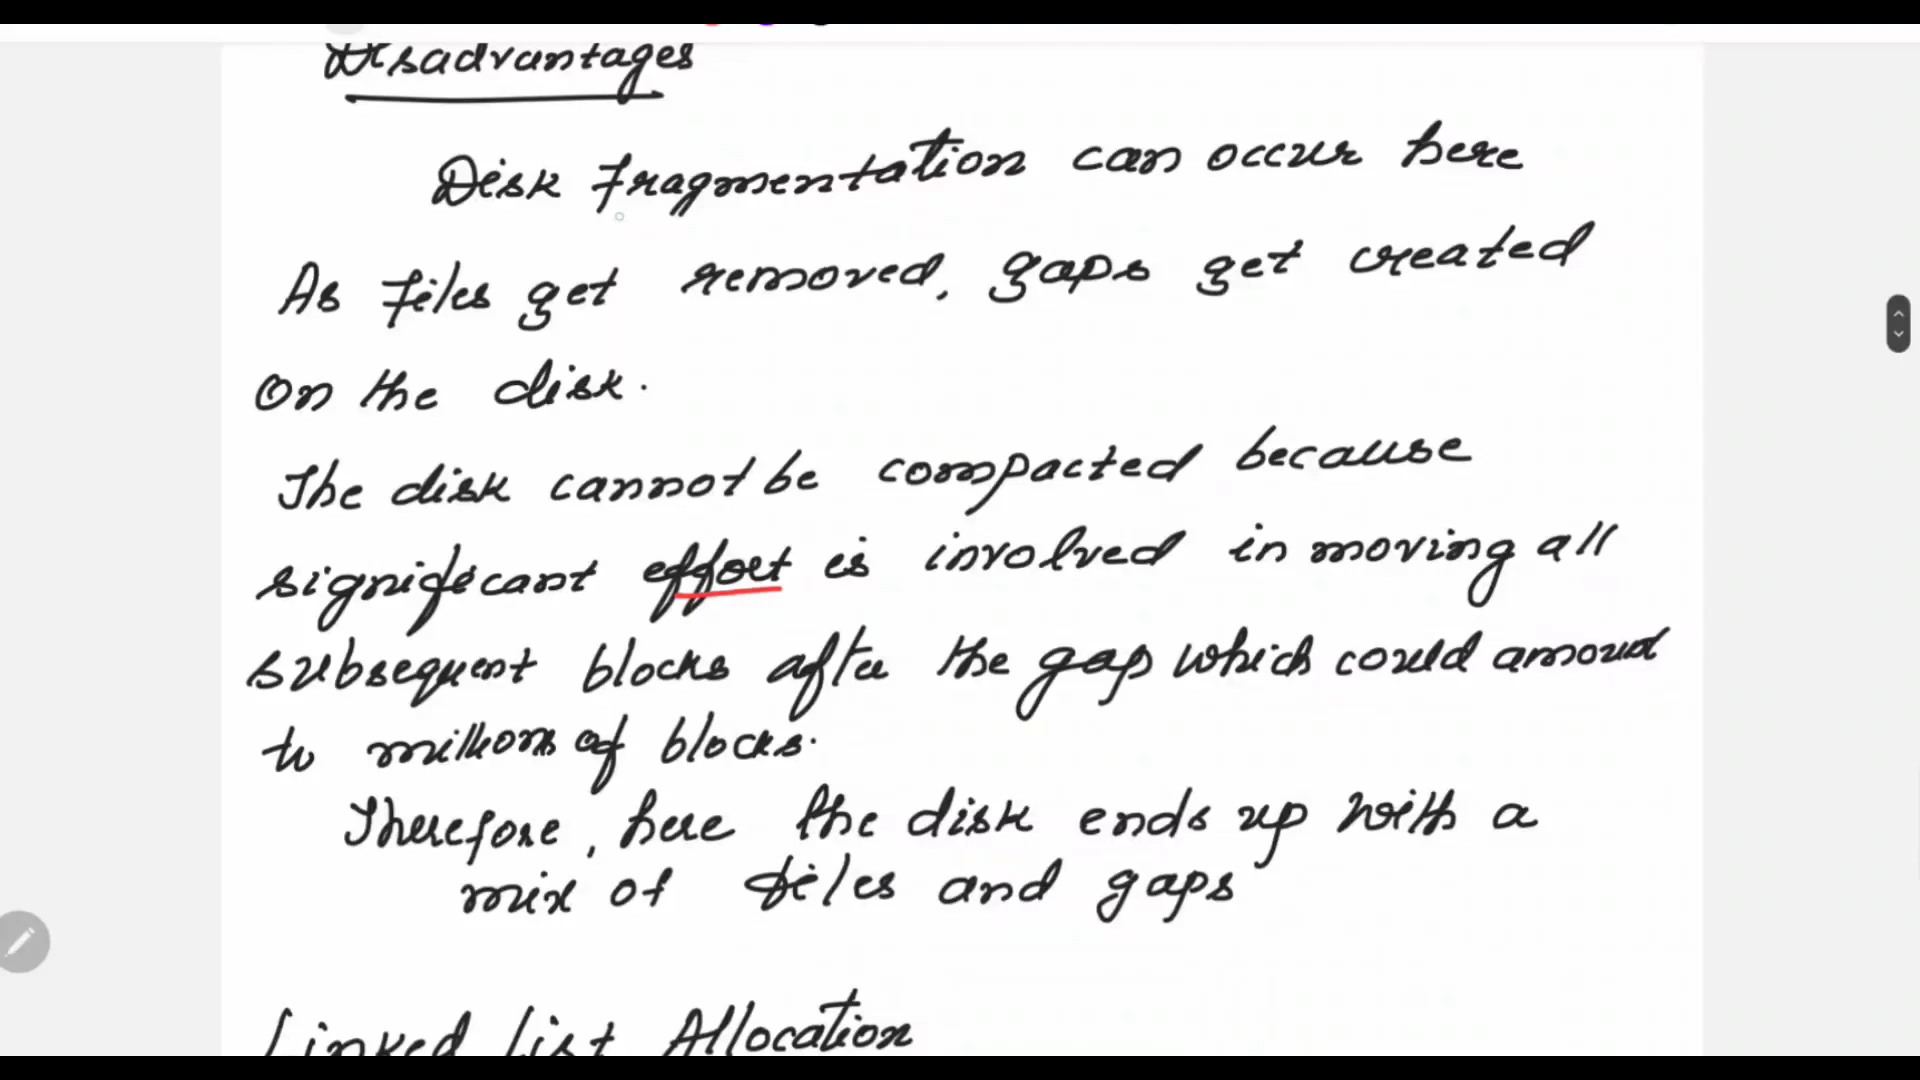 Disadvantages
Disk Fragmentation can occur here
As files get removed, gaps get created
on the disk.
The disk cannot be compacted because
significant effort is involved in moving all
subsequent blocks after the gap which could amount
to millions of blocks.
Therefore, here the disk ends up with a
mix of files and gaps
Linked List Allocation